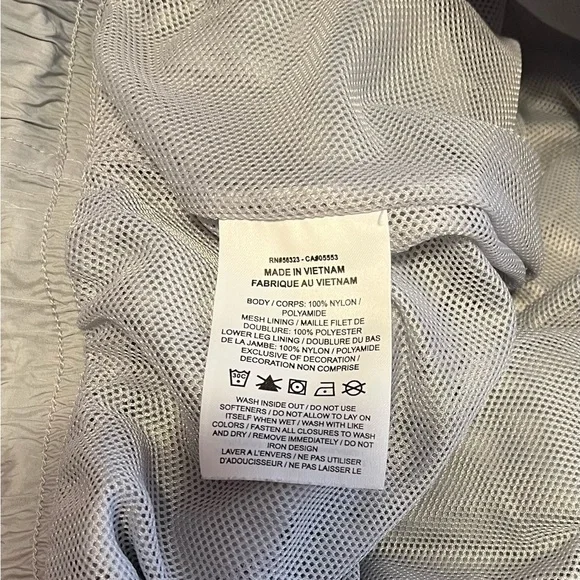 RN#56323 - CA#05553
MADE IN VIETNAM
FABRIQUE AU VIETNAM
BODY / CORPS: 100% NYLON /
POLYAMIDE
MESH LINING / MAILLE FILET DE
DOUBLURE: 100% POLYESTER
LOWER LEG LINING / DOUBLURE DU BAS
DE LA JAMBE: 100% NYLON / POLYAMIDE
EXCLUSIVE OF DECORATION /
DECORATION NON COMPRISE
30C
WASH INSIDE OUT / DO NOT USE
SOFTENERS / DO NOT ALLOW TO LAY ON
ITSELF WHEN WET / WASH WITH LIKE
COLORS / FASTEN ALL CLOSURES TO WASH
AND DRY / REMOVE IMMEDIATELY / DO NOT
IRON DESIGN
LAVER A L'ENVERS / NE PAS UTILISER
D'ADOUCISSEUR / NE PAS LAISSER LE